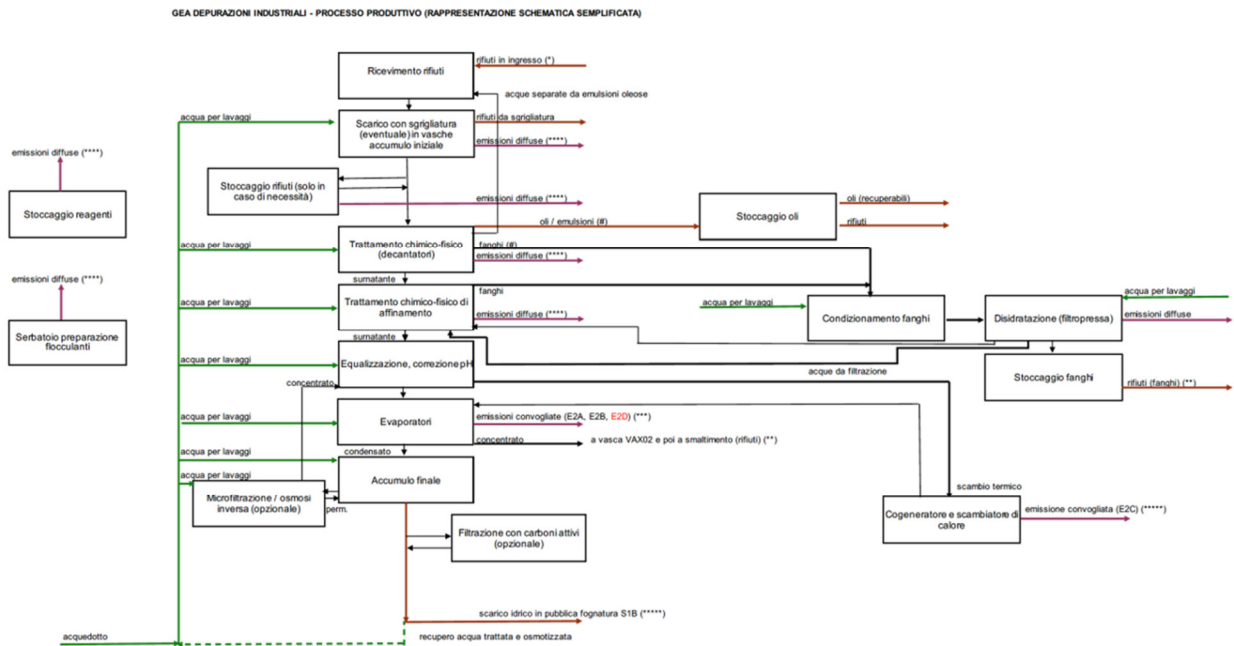 GEA DEPURAZIONI INDUSTRIALI - PROCESSO PRODUTTIVO (RAPPRESENTAZIONE SCHEMATICA SEMPLIFICATA)
Ricevimento rifiuti
rifiuti in ingresso (*)
acque separate da emulsioni oleose
acqua per lavaggi
Scarico con sgrigliatura
(eventuale) in vasche
accumulo iniziale
rifiuti da sgrigliatura
emissioni diffuse (****)
emissioni diffuse (****)
Stoccaggio reagenti
Stoccaggio rifiuti (solo in
caso di necessità)
emissioni diffuse (****)
oli / emulsioni (#)
Stoccaggio oli
oli (recuperabili)
rifiuti
acqua per lavaggi
Trattamento chimico-fisico
(decantatori)
fanghi (#)
emissioni diffuse (****)
surnatante
emissioni diffuse (****)
Serbatoio preparazione
flocculanti
acqua per lavaggi
Trattamento chimico-fisico di
affinamento
fanghi
emissioni diffuse (****)
surnatante
acqua per lavaggi
Condizionamento fanghi
acqua per lavaggi
Disidratazione (filtropressa)
emissioni diffuse
acque da filtrazione
Stoccaggio fanghi
rifiuti (fanghi) (**)
acqua per lavaggi
Equalizzazione, correzione pH
concentrato
acqua per lavaggi
Evaporatori
emissioni convogliate (E2A, E2B, E2D) (***)
concentrato
a vasca VAX02 e poi a smaltimento (rifiuti) (**)
condensato
acqua per lavaggi
Accumulo finale
acqua per lavaggi
Microfiltrazione / osmosi
inversa (opzionale)
perm.
scambio termico
Cogeneratore e scambiatore di
calore
emissione convogliata (E2C) (*****)
Filtrazione con carboni attivi
(opzionale)
scarico idrico in pubblica fognatura S1B (*****)
acquedotto
recupero acqua trattata e osmotizzata